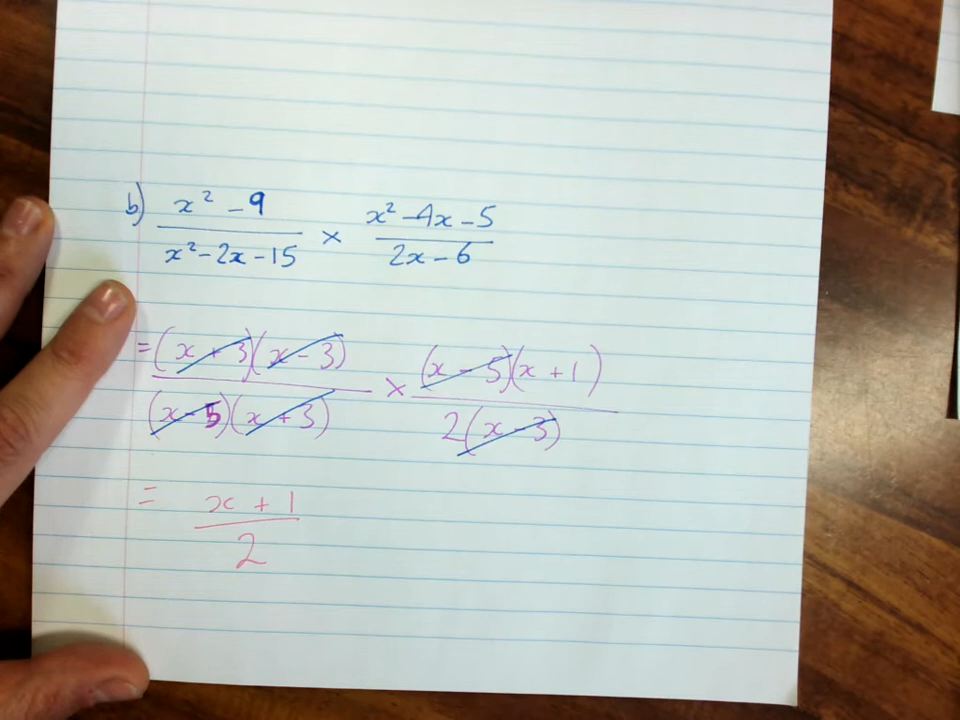 b) x² - 9 / x² - 2x - 15 × x² - 4x - 5 / 2x - 6
= (x + 3)(x - 3) / (x - 5)(x + 3) × (x - 5)(x + 1) / 2(x - 3)
= x + 1 / 2